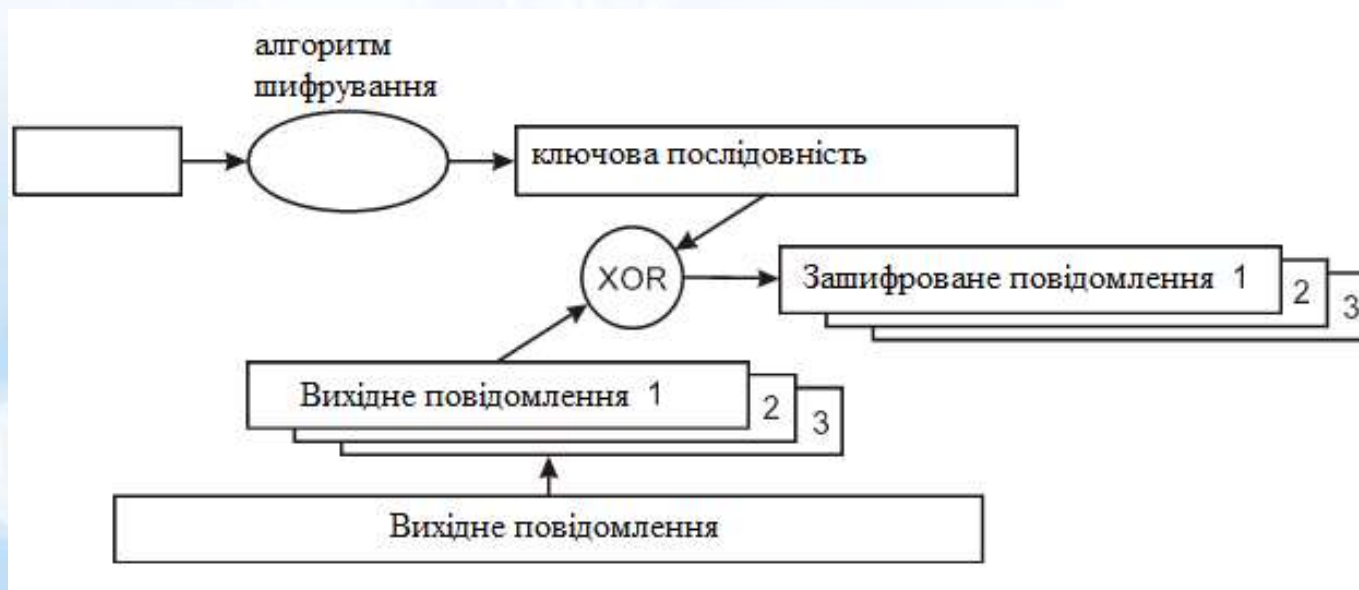 алгоритм
шифрування
ключова послідовність
XOR
Зашифроване повідомлення 1
2
3
Вихідне повідомлення 1
2
3
Вихідне повідомлення